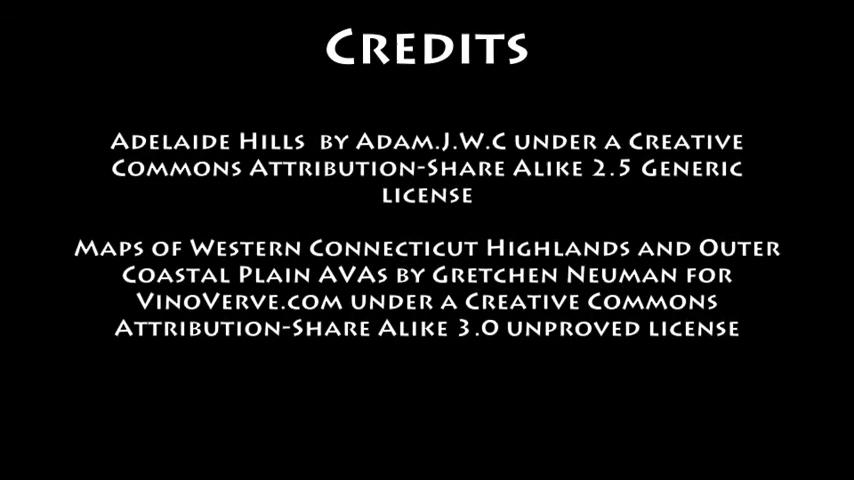 Credits
Adelaide Hills by Adam.J.W.C under a Creative
Commons Attribution-Share Alike 2.5 Generic
license
Maps of Western Connecticut Highlands and Outer
Coastal Plain AVAs by Gretchen Neuman for
VinoVerve.com under a Creative Commons
Attribution-Share Alike 3.0 unproved license